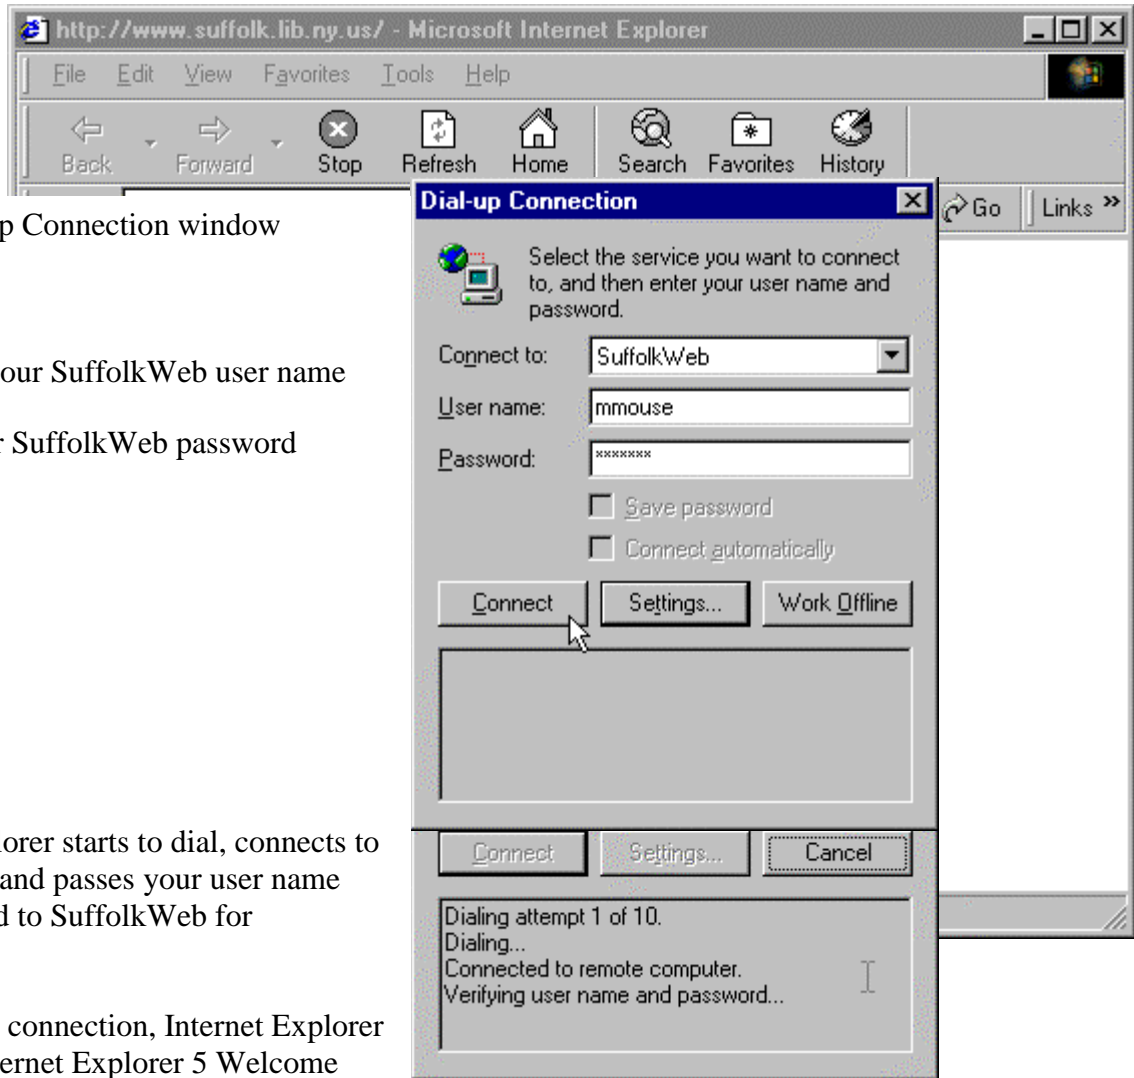 http://www.suffolk.lib.ny.us/ - Microsoft Internet Explorer
File Edit View Favorites Tools Help
Back Forward Stop Refresh Home Search Favorites History
Go Links »
p Connection window
our SuffolkWeb user name
r SuffolkWeb password
lorer starts to dial, connects to
and passes your user name
d to SuffolkWeb for
connection, Internet Explorer
ernet Explorer 5 Welcome
Dial-up Connection
Select the service you want to connect
to, and then enter your user name and
password.
Connect to: SuffolkWeb
User name: mmouse
Password: *******
Save password
Connect automatically
Connect Settings... Work Offline
Connect Settings... Cancel
Dialing attempt 1 of 10.
Dialing...
Connected to remote computer.
Verifying user name and password...